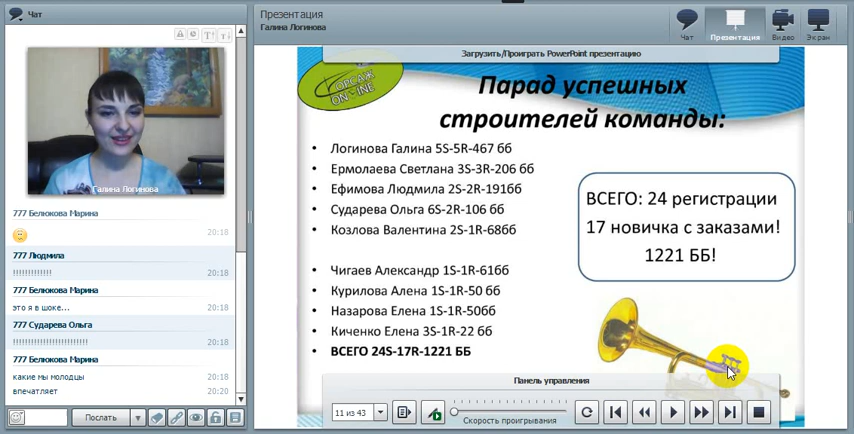 Чат
Галина Логинова
777 Белюкова Марина
20:18
777 Людмила
!!!!!!!!!!!!!
20:18
777 Белюкова Марина
это я в шоке...
20:18
777 Сударева Ольга
!!!!!!!!!!!!!!!!!!!!!!!!!
20:18
777 Белюкова Марина
какие мы молодцы
20:18
впечатляет
20:20
Послать
Презентация
Галина Логинова
Чат
Презентация
Видео
Экран
Загрузить/Проиграть PowerPoint презентацию
ФОРСАЖ
ON-LINE
Парад успешных
строителей команды:
• Логинова Галина 5S-5R-467 бб
• Ермолаева Светлана 3S-3R-206 бб
• Ефимова Людмила 2S-2R-191бб
• Сударева Ольга 6S-2R-106 бб
• Козлова Валентина 2S-1R-68бб
• Чигаев Александр 1S-1R-61бб
• Курилова Алена 1S-1R-50 бб
• Назарова Елена 1S-1R-50бб
• Киченко Елена 3S-1R-22 бб
• ВСЕГО 24S-17R-1221 ББ
ВСЕГО: 24 регистрации
17 новичка с заказами!
1221 ББ!
Панель управления
11 из 43
Скорость проигрывания